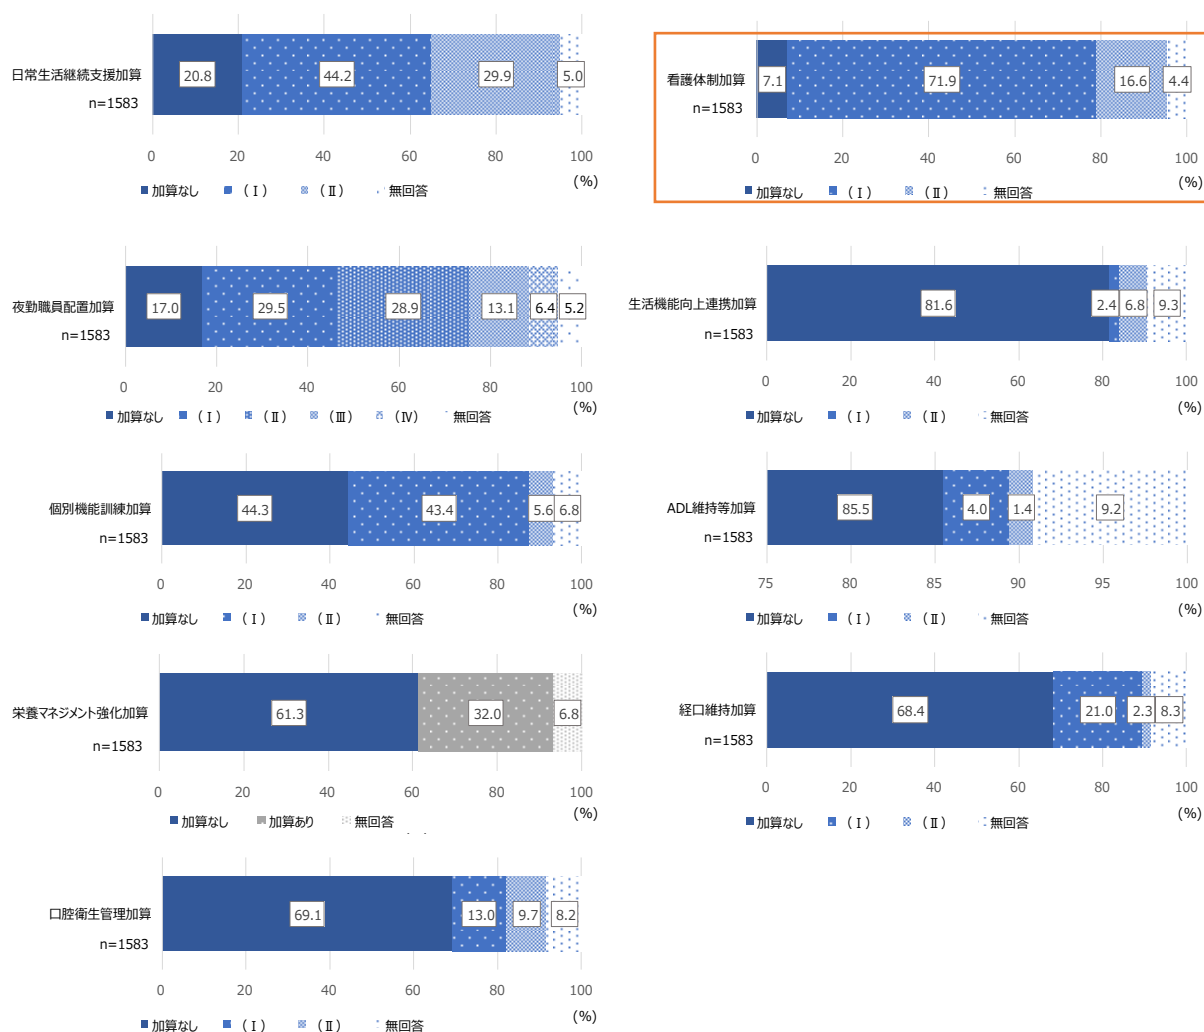 日常生活継続支援加算
n=1583
20.8 44.2 29.9 5.0
0 20 40 60 80 100
(%)
■加算なし ■（Ⅰ） ■（Ⅱ） 無回答
看護体制加算
n=1583
7.1 71.9 16.6 4.4
0 20 40 60 80 100
(%)
■加算なし ■（Ⅰ） ■（Ⅱ） 無回答
夜勤職員配置加算
n=1583
17.0 29.5 28.9 13.1 6.4 5.2
0 20 40 60 80 100
(%)
■加算なし ■（Ⅰ） ■（Ⅱ） ■（Ⅲ） ■（Ⅳ） 無回答
生活機能向上連携加算
n=1583
81.6 2.4 6.8 9.3
0 20 40 60 80 100
(%)
■加算なし ■（Ⅰ） ■（Ⅱ） 無回答
個別機能訓練加算
n=1583
44.3 43.4 5.6 6.8
0 20 40 60 80 100
(%)
■加算なし ■（Ⅰ） ■（Ⅱ） 無回答
ADL維持等加算
n=1583
85.5 4.0 1.4 9.2
75 80 85 90 95 100
(%)
■加算なし ■（Ⅰ） ■（Ⅱ） 無回答
栄養マネジメント強化加算
n=1583
61.3 32.0 6.8
0 20 40 60 80 100
(%)
■加算なし ■加算あり 無回答
経口維持加算
n=1583
68.4 21.0 2.3 8.3
0 20 40 60 80 100
(%)
■加算なし ■（Ⅰ） ■（Ⅱ） 無回答
口腔衛生管理加算
n=1583
69.1 13.0 9.7 8.2
0 20 40 60 80 100
(%)
■加算なし ■（Ⅰ） ■（Ⅱ） 無回答